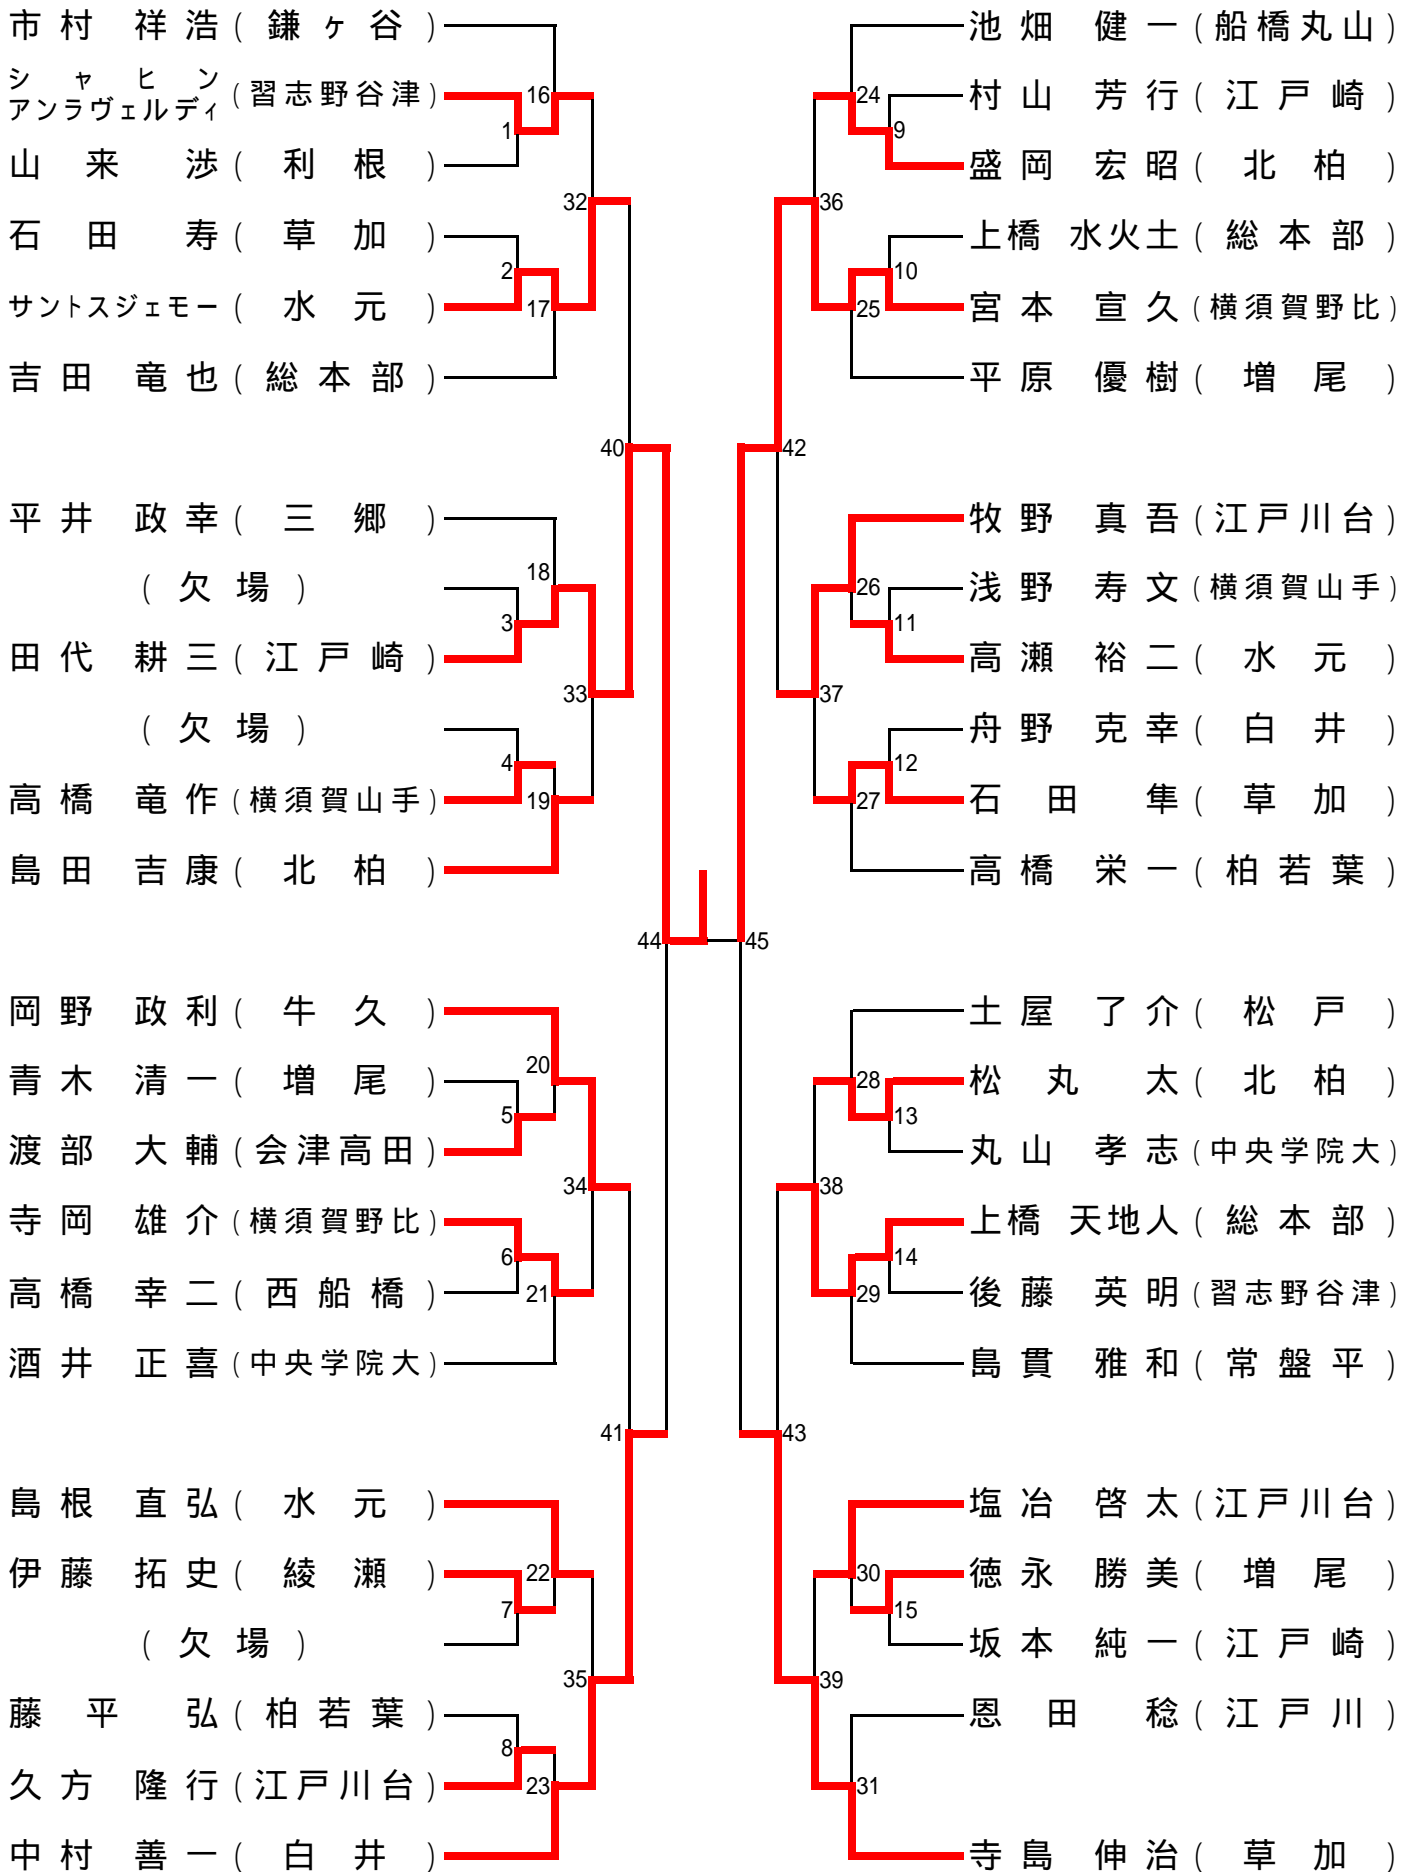 市村 祥浩(鎌ヶ谷)
シャヒン
アンラヴェルディ(習志野谷津)
16
1
山来 渉(利根)
32
石田 寿(草加)
2
サントスジェモー(水元)
17
吉田 竜也(総本部)
40
平井 政幸(三郷)
18
(欠場)
3
田代 耕三(江戸崎)
33
(欠場)
4
高橋 竜作(横須賀山手)
19
島田 吉康(北柏)
44
岡野 政利(牛久)
20
青木 清一(増尾)
5
渡部 大輔(会津高田)
34
寺岡 雄介(横須賀野比)
6
高橋 幸二(西船橋)
21
酒井 正喜(中央学院大)
41
島根 直弘(水元)
22
伊藤 拓史(綾瀬)
7
(欠場)
35
藤平 弘(柏若葉)
8
久方 隆行(江戸川台)
23
中村 善一(白井)
池畑 健一(船橋丸山)
24
村山 芳行(江戸崎)
9
盛岡 宏昭(北柏)
36
上橋 水火土(総本部)
10
宮本 宣久(横須賀野比)
25
平原 優樹(増尾)
42
牧野 真吾(江戸川台)
26
浅野 寿文(横須賀山手)
11
高瀬 裕二(水元)
37
舟野 克幸(白井)
12
石田 隼(草加)
27
高橋 栄一(柏若葉)
45
土屋 了介(松戸)
28
松丸 太(北柏)
13
丸山 孝志(中央学院大)
38
上橋 天地人(総本部)
14
後藤 英明(習志野谷津)
29
島貫 雅和(常盤平)
43
塩冶 啓太(江戸川台)
30
徳永 勝美(増尾)
15
坂本 純一(江戸崎)
39
恩田 稔(江戸川)
31
寺島 伸治(草加)